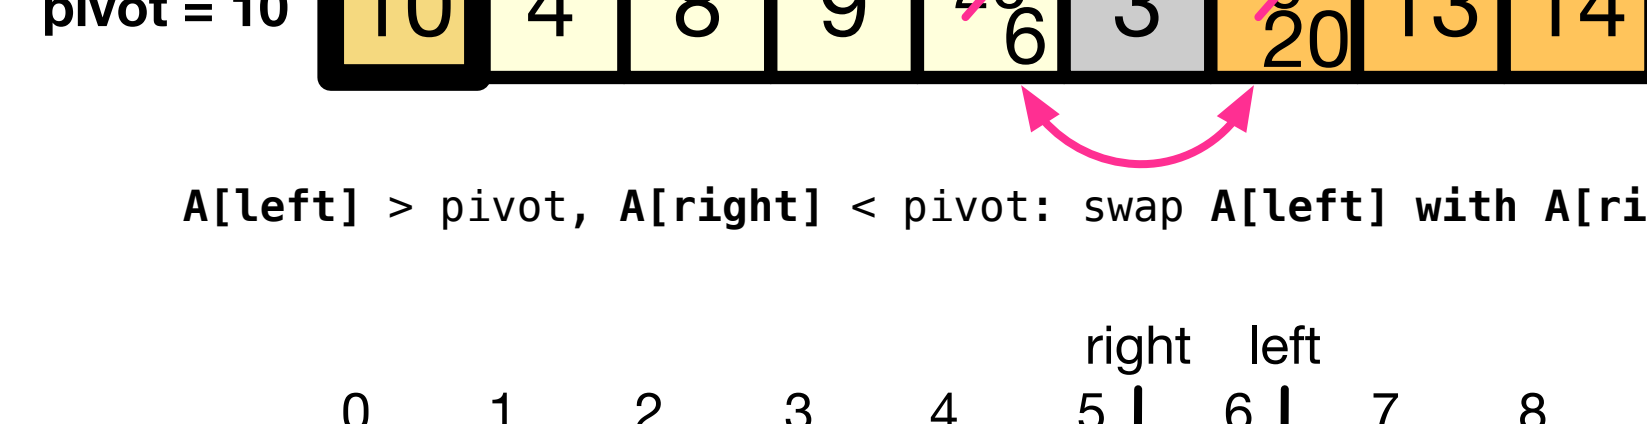 pivot = 10 10 4 8 9 6 3 20 13 14
A[left] > pivot, A[right] < pivot: swap A[left] with A[ri
right left
0 1 2 3 4 5 6 7 8